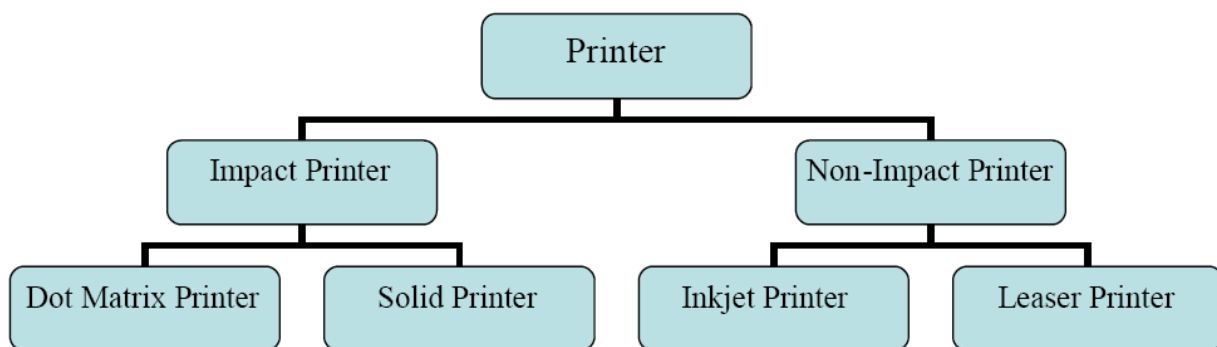 Printer
Impact Printer
Non-Impact Printer
Dot Matrix Printer
Solid Printer
Inkjet Printer
Leaser Printer